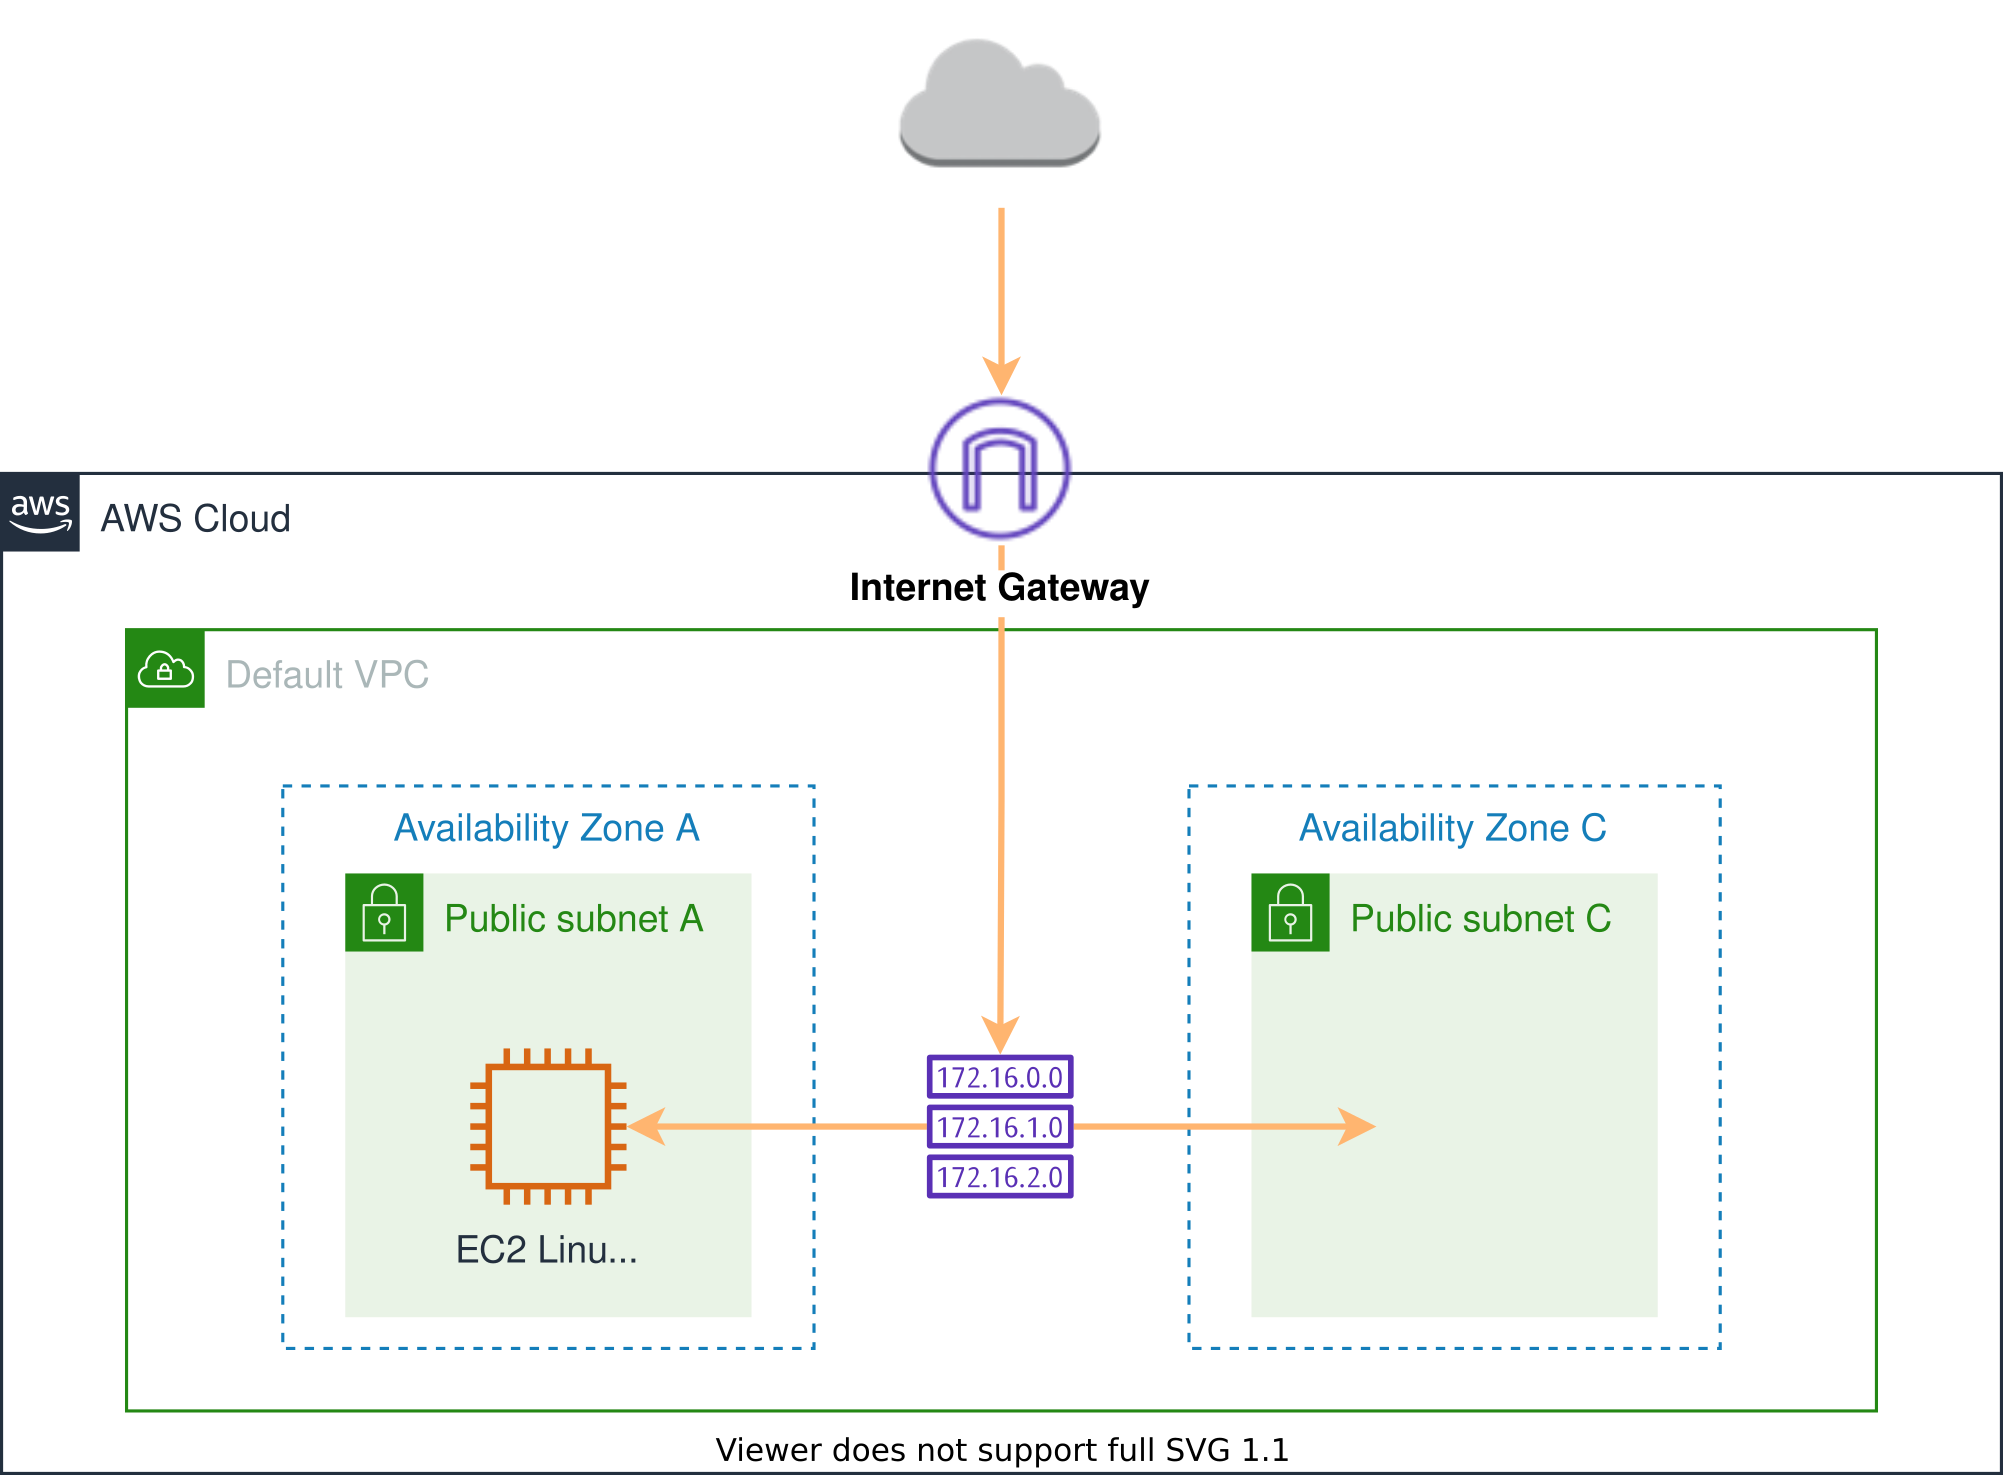 aws
AWS Cloud
Internet Gateway
Default VPC
Availability Zone A
Public subnet A
EC2 Linu...
172.16.0.0
172.16.1.0
172.16.2.0
Availability Zone C
Public subnet C
Viewer does not support full SVG 1.1